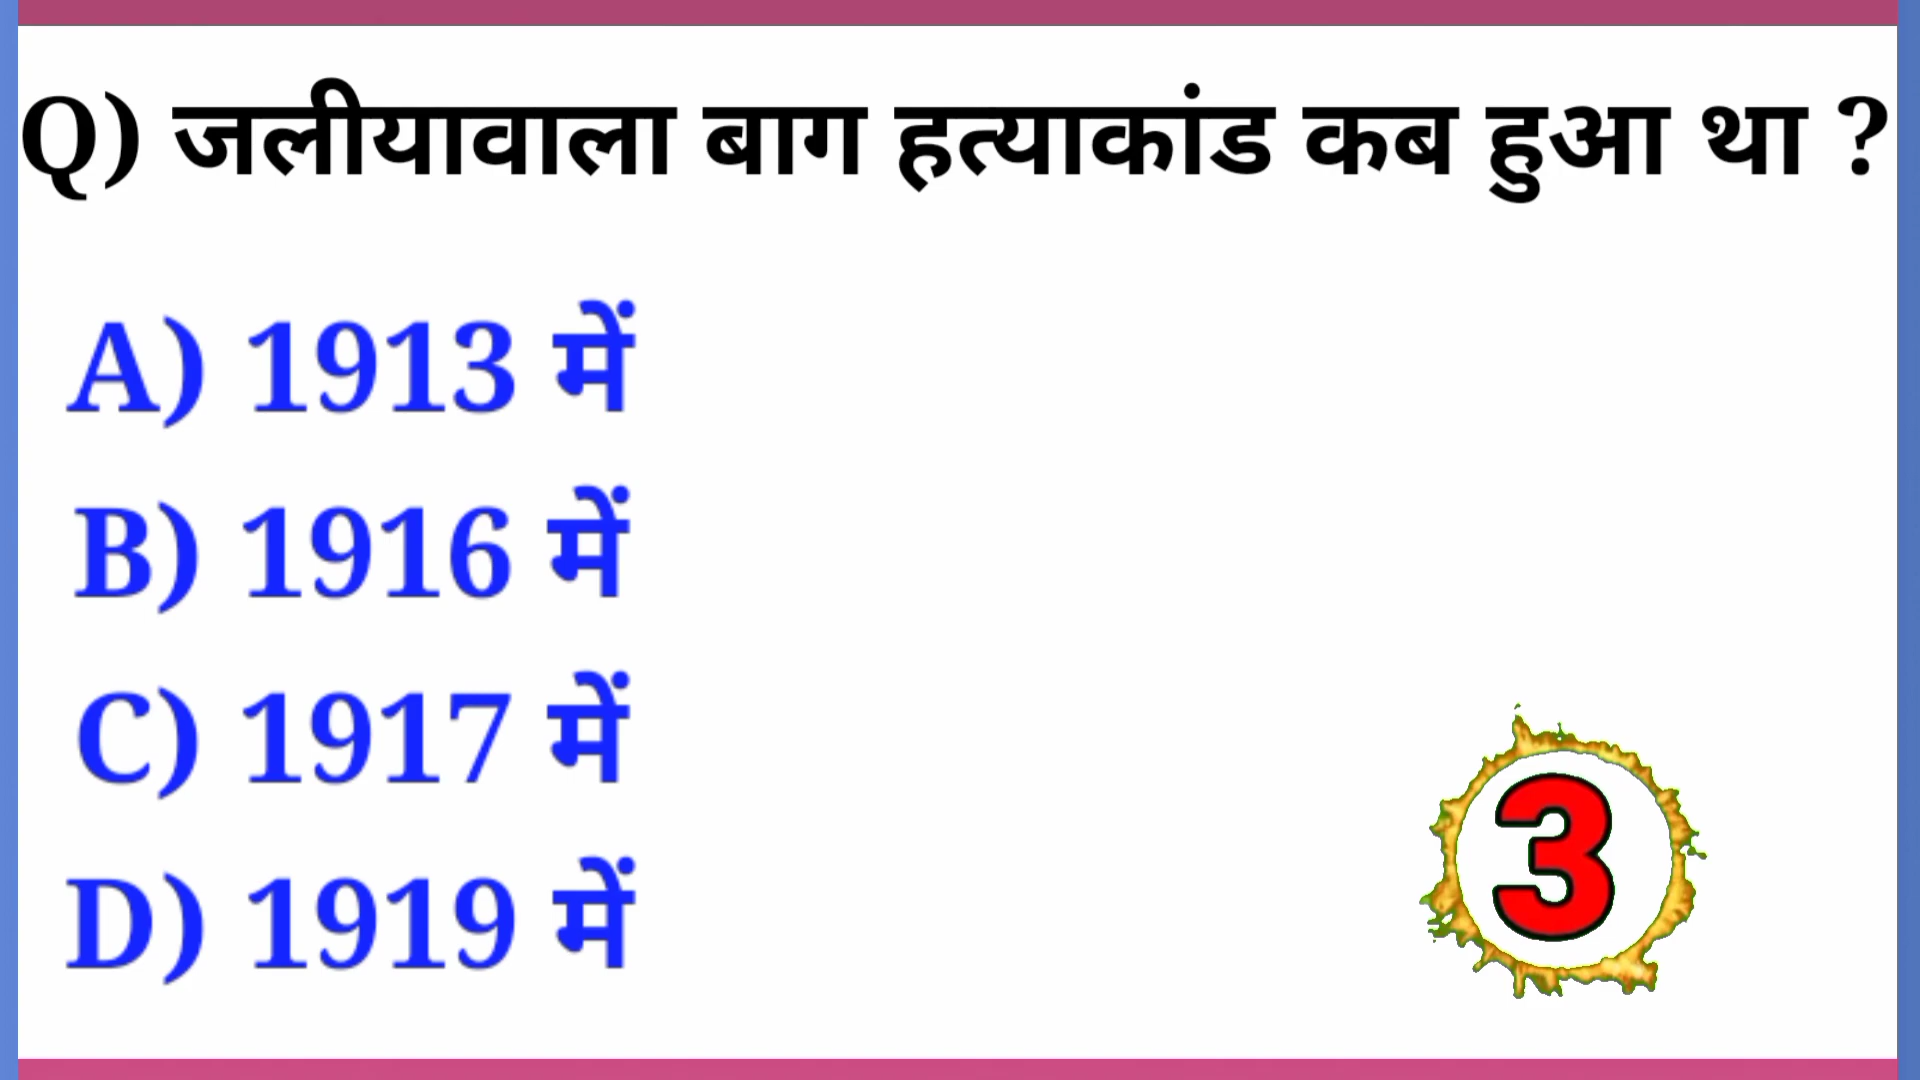 Q) जलीयावाला बाग हत्याकांड कब हुआ था ?
A) 1913 में
B) 1916 में
C) 1917 में
D) 1919 में
3